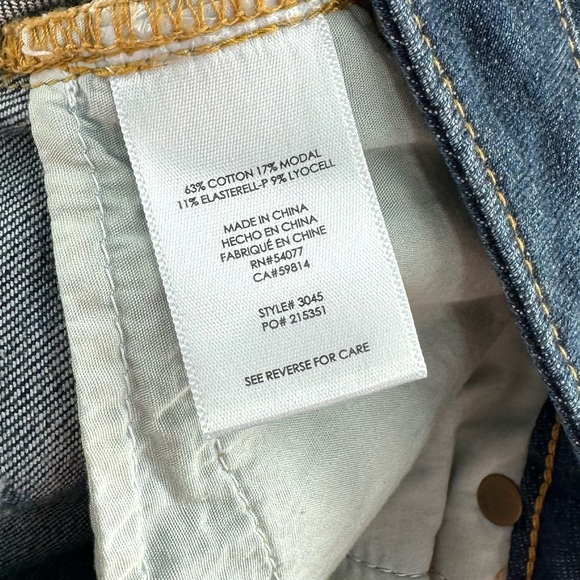 63% COTTON 17% MODAL
11% ELASTERELL-P 9% LYOCELL
MADE IN CHINA
HECHO EN CHINA
FABRIQUÉ EN CHINE
RN#54077
CA#59814
STYLE# 3045
PO# 215351
SEE REVERSE FOR CARE